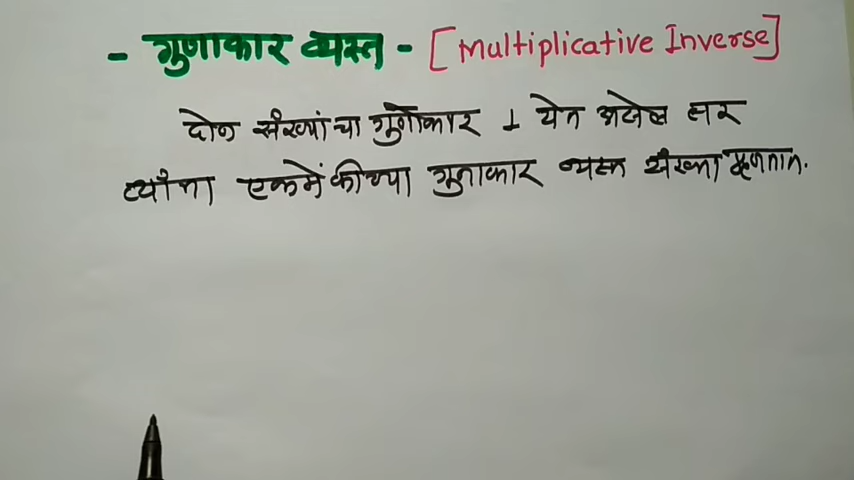 - गुणाकार व्यस्त - [Multiplicative Inverse]
दोन संख्यांचा गुणाकार 1 येत असेल तर
त्यांना एकमेंकीच्या गुणाकार व्यस्त संख्या म्हणतात.